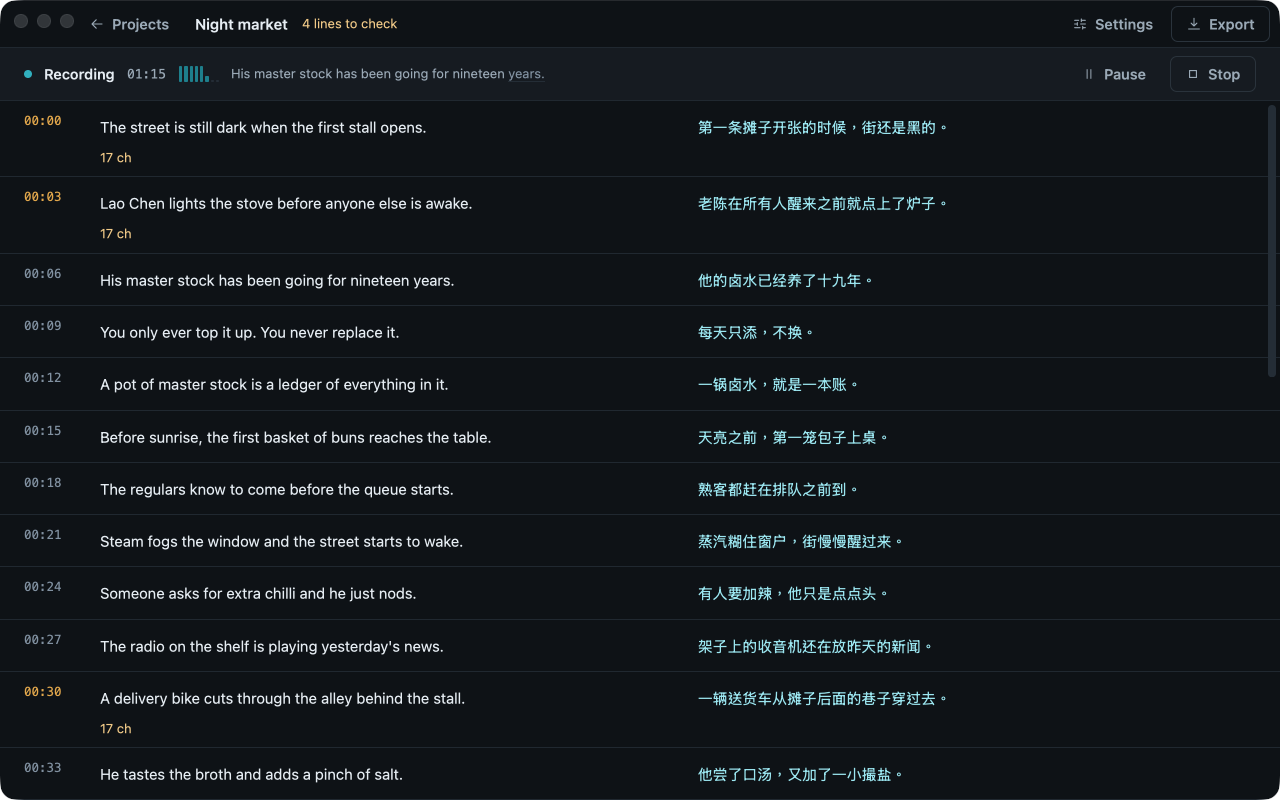 Projects Night market 4 lines to check Settings Export
Recording 01:15 His master stock has been going for nineteen years. Pause Stop
00:00 The street is still dark when the first stall opens. 第一条摊子开张的时候，街还是黑的。
17 ch
00:03 Lao Chen lights the stove before anyone else is awake. 老陈在所有人醒来之前就点上了炉子。
17 ch
00:06 His master stock has been going for nineteen years. 他的卤水已经养了十九年。
00:09 You only ever top it up. You never replace it. 每天只添，不换。
00:12 A pot of master stock is a ledger of everything in it. 一锅卤水，就是一本账。
00:15 Before sunrise, the first basket of buns reaches the table. 天亮之前，第一笼包子上桌。
00:18 The regulars know to come before the queue starts. 熟客都赶在排队之前到。
00:21 Steam fogs the window and the street starts to wake. 蒸汽糊住窗户，街慢慢醒过来。
00:24 Someone asks for extra chilli and he just nods. 有人要加辣，他只是点点头。
00:27 The radio on the shelf is playing yesterday's news. 架子上的收音机还在放昨天的新闻。
00:30 A delivery bike cuts through the alley behind the stall. 一辆送货车从摊子后面的巷子穿过去。
17 ch
00:33 He tastes the broth and adds a pinch of salt. 他尝了口汤，又加了一小撮盐。